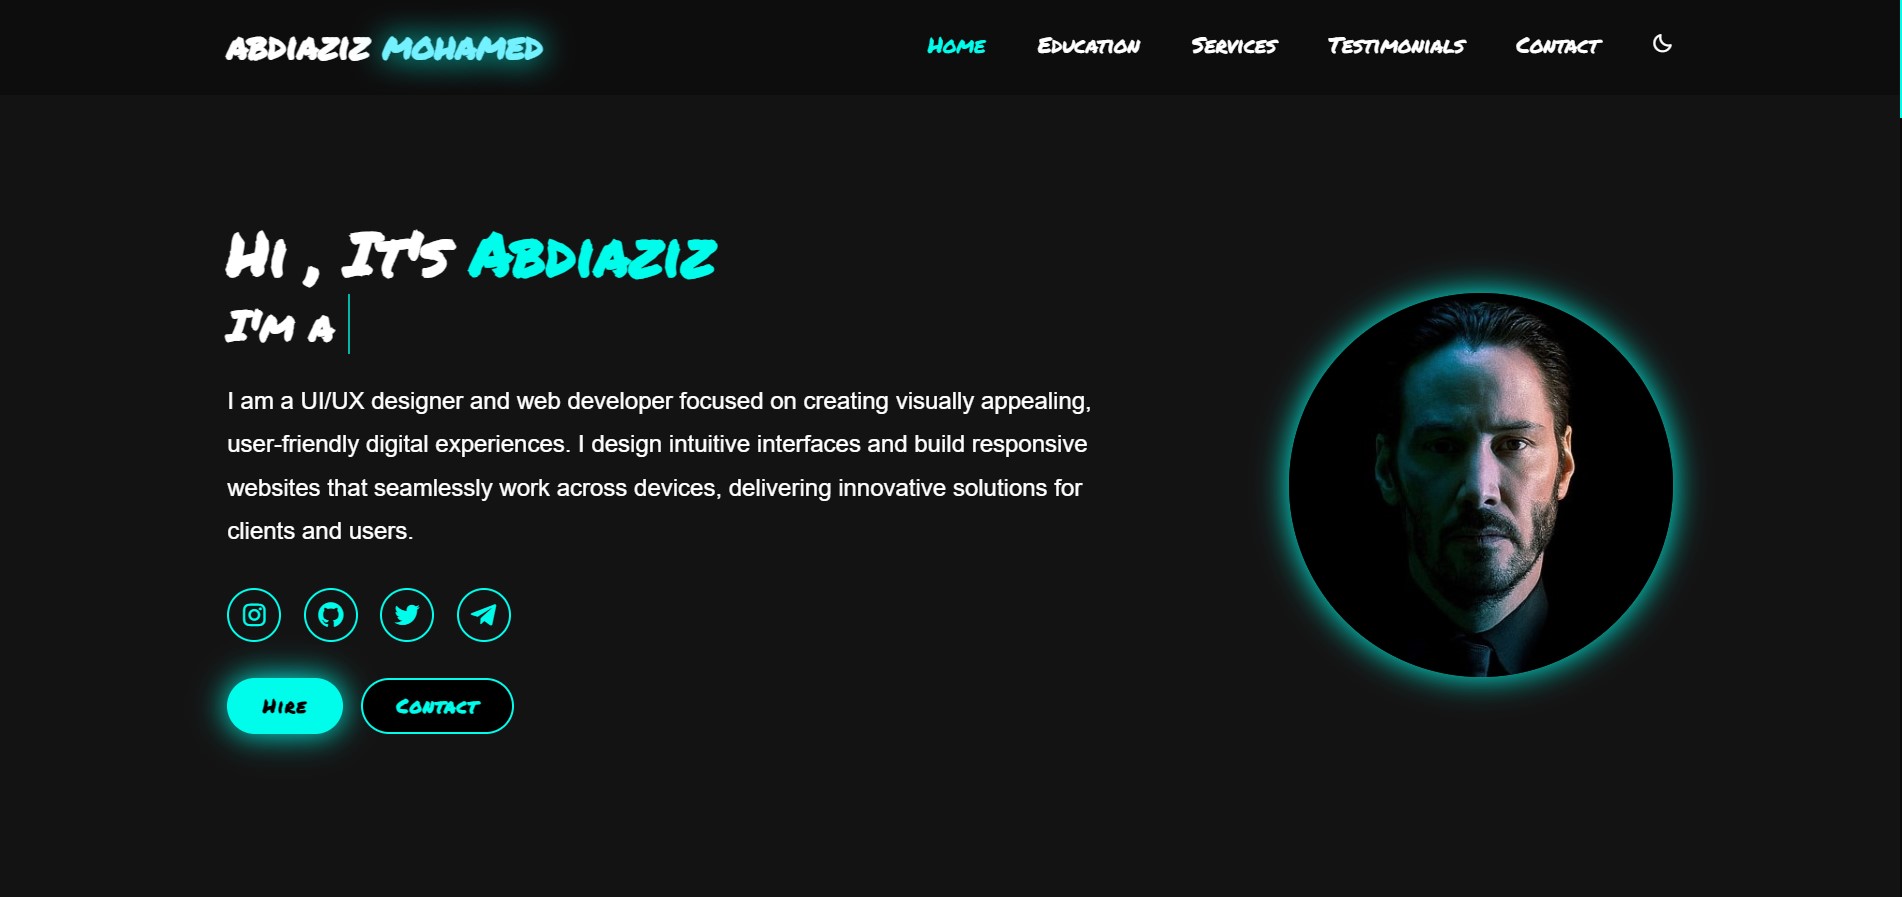 ABDIAZIZ MOHAMED
Home Education Services Testimonials Contact
Hi , It's Abdiaziz
I'm a
I am a UI/UX designer and web developer focused on creating visually appealing,
user-friendly digital experiences. I design intuitive interfaces and build responsive
websites that seamlessly work across devices, delivering innovative solutions for
clients and users.
Hire Contact